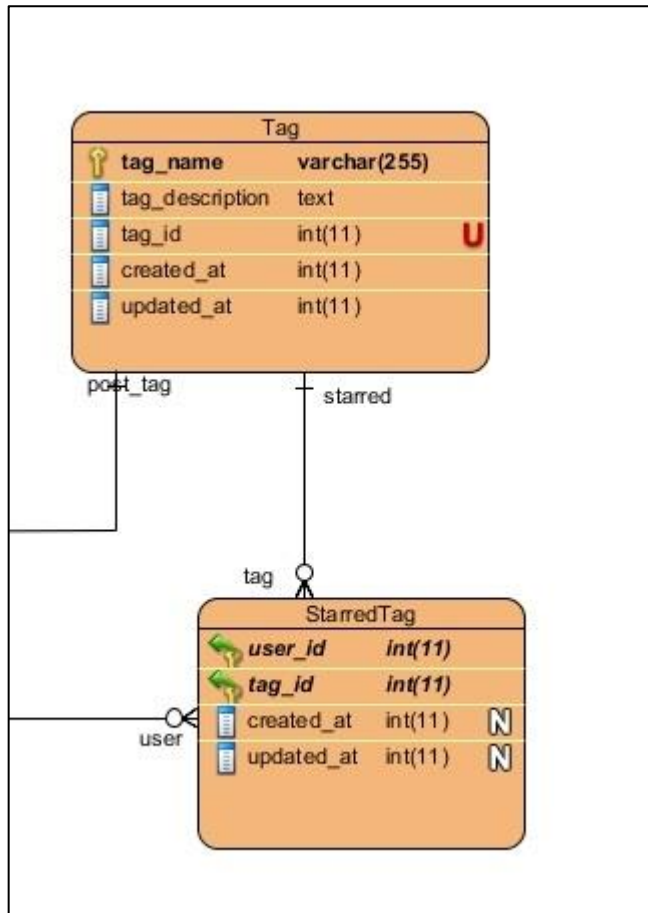 Tag
tag_name varchar(255)
tag_description text
tag_id int(11) U
created_at int(11)
updated_at int(11)
post_tag
starred
tag
StarredTag
user_id int(11)
tag_id int(11)
created_at int(11) N
updated_at int(11) N
user